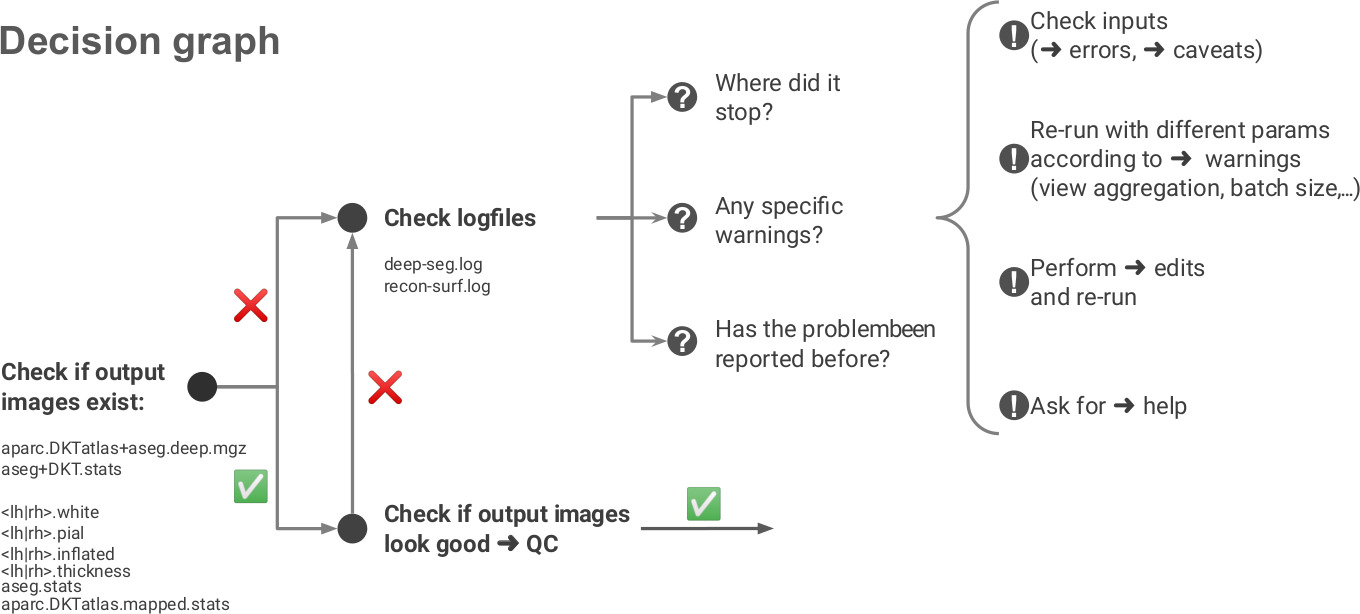 Decision graph
Check if output
images exist:
aparc.DKTatlas+aseg.deep.mgz
aseg+DKT.stats
<lh|rh>.white
<lh|rh>.pial
<lh|rh>.inflated
<lh|rh>.thickness
aseg.stats
aparc.DKTatlas.mapped.stats
Check logfiles
deep-seg.log
recon-surf.log
Check if output images
look good ➜ QC
Where did it
stop?
Any specific
warnings?
Has the problembeen
reported before?
Check inputs
(➜ errors, ➜ caveats)
Re-run with different params
according to ➜ warnings
(view aggregation, batch size,...)
Perform ➜ edits
and re-run
Ask for ➜ help